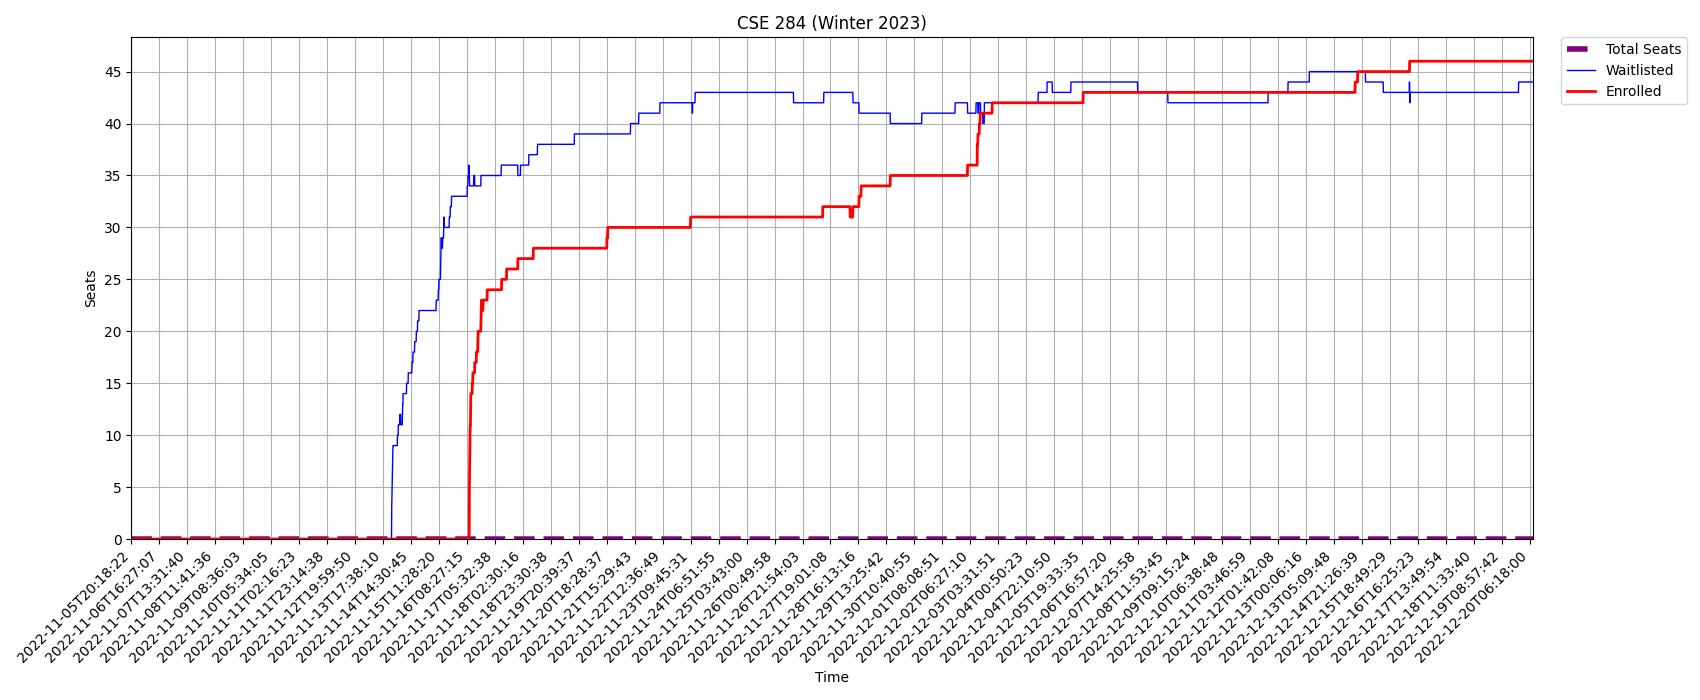 CSE 284 (Winter 2023)
Total Seats
Waitlisted
Enrolled
Seats
45
40
35
30
25
20
15
10
5
0
2022-11-05T20:18:22
2022-11-06T16:27:07
2022-11-07T13:31:40
2022-11-08T11:41:36
2022-11-09T08:36:03
2022-11-10T05:34:05
2022-11-11T02:16:23
2022-11-11T23:14:38
2022-11-12T19:59:50
2022-11-13T17:38:10
2022-11-14T14:30:45
2022-11-15T11:28:20
2022-11-16T08:27:15
2022-11-17T05:32:38
2022-11-18T02:30:16
2022-11-18T23:30:38
2022-11-19T20:39:37
2022-11-20T18:28:37
2022-11-21T15:29:43
2022-11-22T12:36:49
2022-11-23T09:45:31
2022-11-24T06:51:55
2022-11-25T03:43:00
2022-11-26T00:49:58
2022-11-26T21:54:03
2022-11-27T19:01:08
2022-11-28T16:13:16
2022-11-29T13:25:42
2022-11-30T10:40:55
2022-12-01T08:08:51
2022-12-02T06:27:10
2022-12-03T03:31:51
2022-12-04T00:50:23
2022-12-04T22:10:50
2022-12-05T19:33:35
2022-12-06T16:57:20
2022-12-07T14:25:58
2022-12-08T11:53:45
2022-12-09T09:15:24
2022-12-10T06:38:48
2022-12-11T03:46:59
2022-12-12T01:42:08
2022-12-13T00:06:16
2022-12-13T05:09:48
2022-12-14T21:26:39
2022-12-15T18:49:29
2022-12-16T16:25:23
2022-12-17T13:49:54
2022-12-18T11:33:40
2022-12-19T08:57:42
2022-12-20T06:18:00
Time